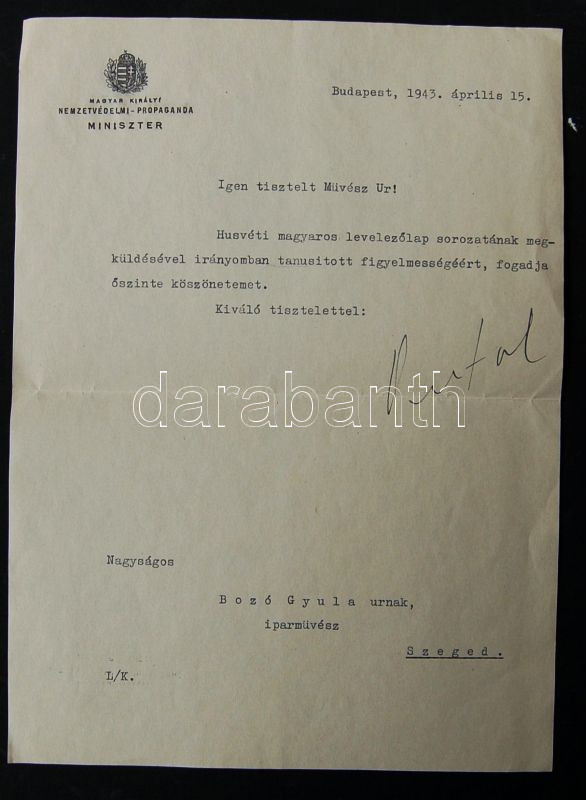 MAGYAR KIRÁLYI
NEMZETVÉDELMI-PROPAGANDA
MINISZTER
Budapest, 1943. április 15.
Igen tisztelt Müvész Ur!
Husvéti magyaros levelezőlap sorozatának meg-
küldésével irányomban tanusitott figyelmességéért, fogadja
őszinte köszönetemet.
Kiváló tisztelettel:
darabanth
Nagyságos
Bozó Gyula urnak,
iparmüvész
Szeged.
L/K.